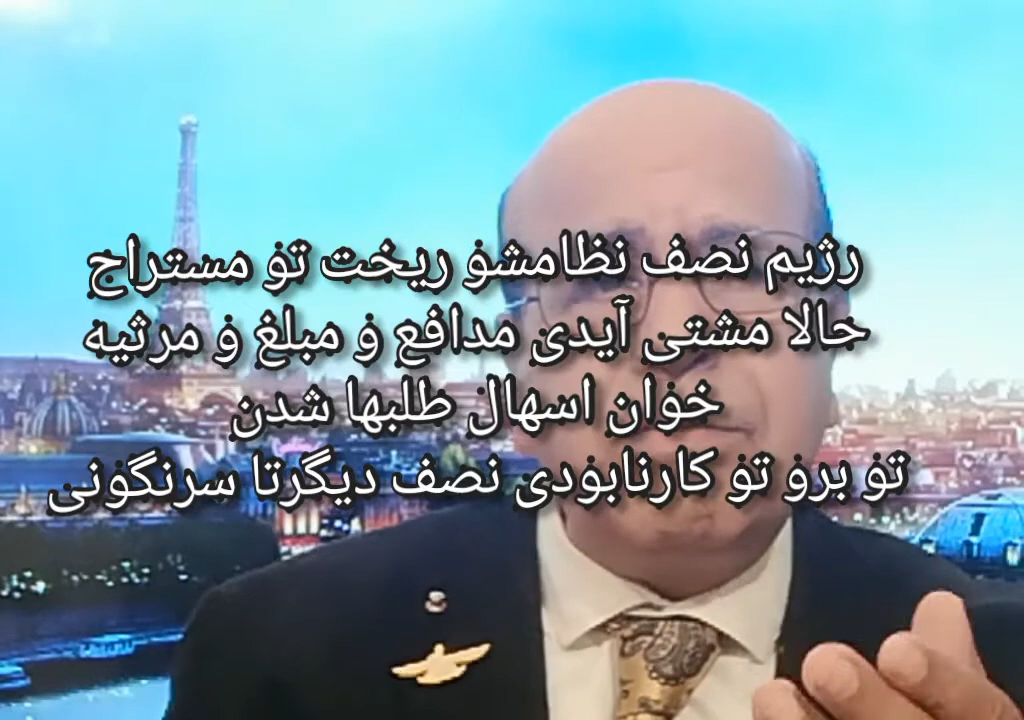 رژیم نصف نظامشو ریخت تو مستراح
حالا مشتی آیدی مدافع و مبلغ و مرثیه
خوان اسهال طلبها شدن
تو برو تو کارنابودی نصف دیگرتا سرنگونی